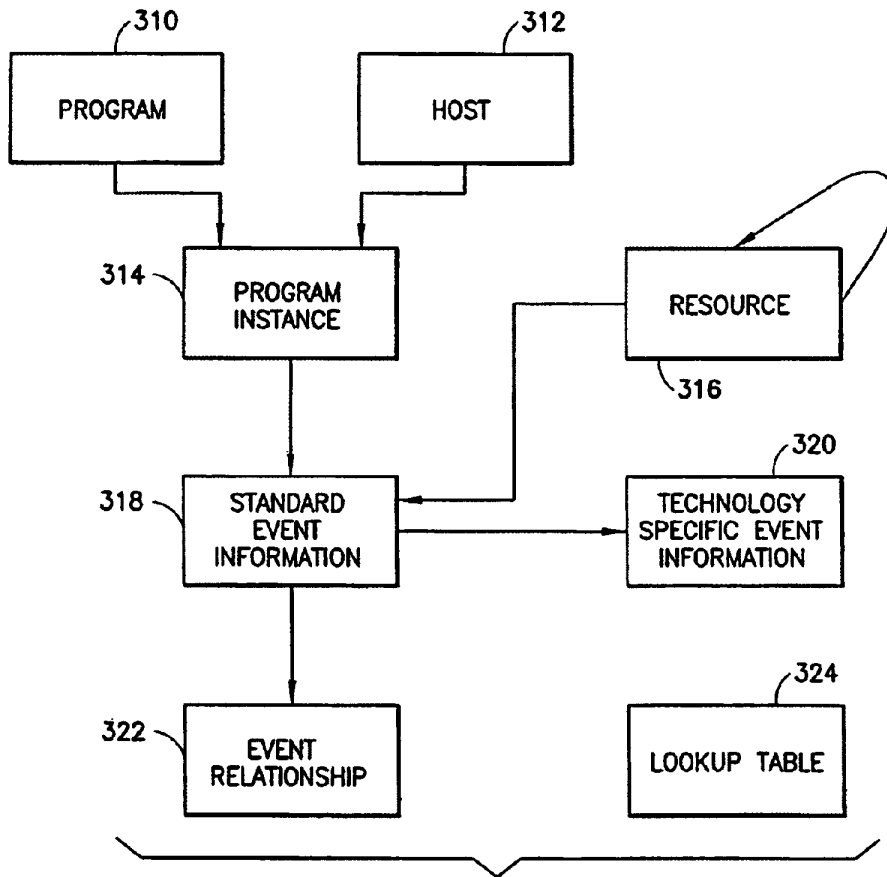 310
312
PROGRAM
HOST
314
PROGRAM
INSTANCE
RESOURCE
316
318
STANDARD
EVENT
INFORMATION
320
TECHNOLOGY
SPECIFIC EVENT
INFORMATION
322
EVENT
RELATIONSHIP
324
LOOKUP TABLE